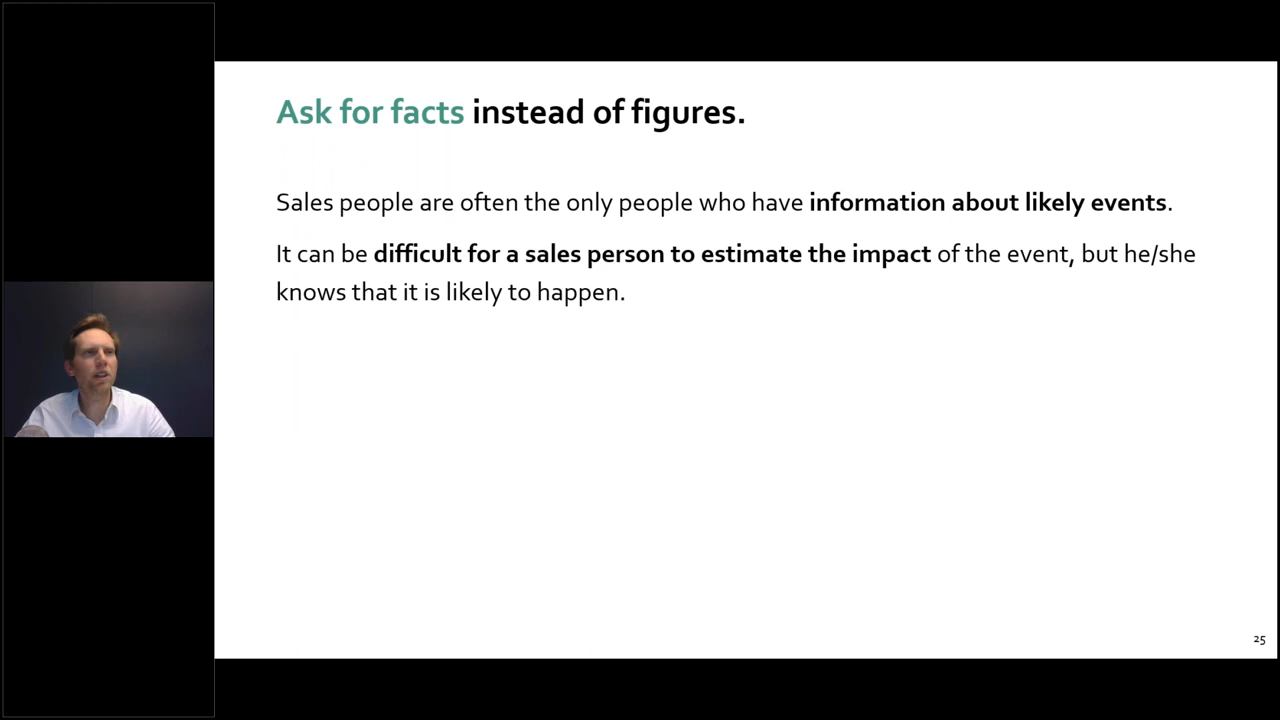 Ask for facts instead of figures.
Sales people are often the only people who have information about likely events.
It can be difficult for a sales person to estimate the impact of the event, but he/she
knows that it is likely to happen.
25